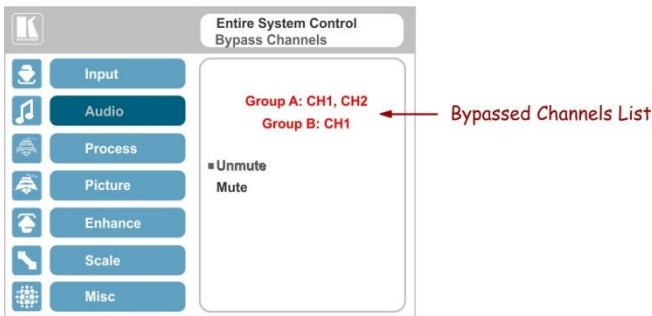 Entire System Control
Bypass Channels
Input
Audio
Process
Picture
Enhance
Scale
Misc
Group A: CH1, CH2
Group B: CH1
Unmute
Mute
Bypassed Channels List